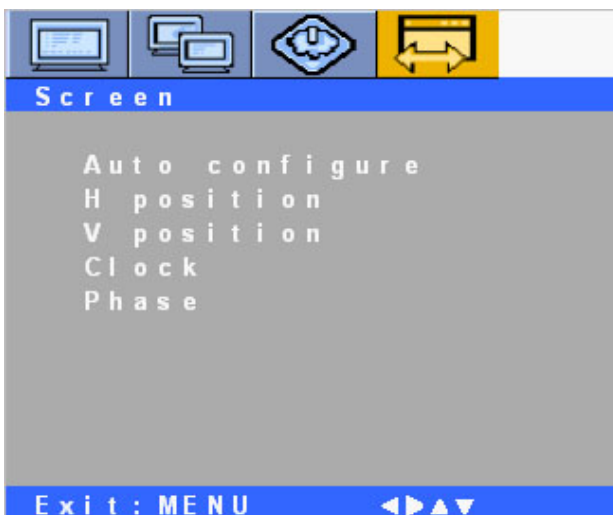 Screen
Auto configure
H position
V position
Clock
Phase
Exit:MENU ◀▶▲▼